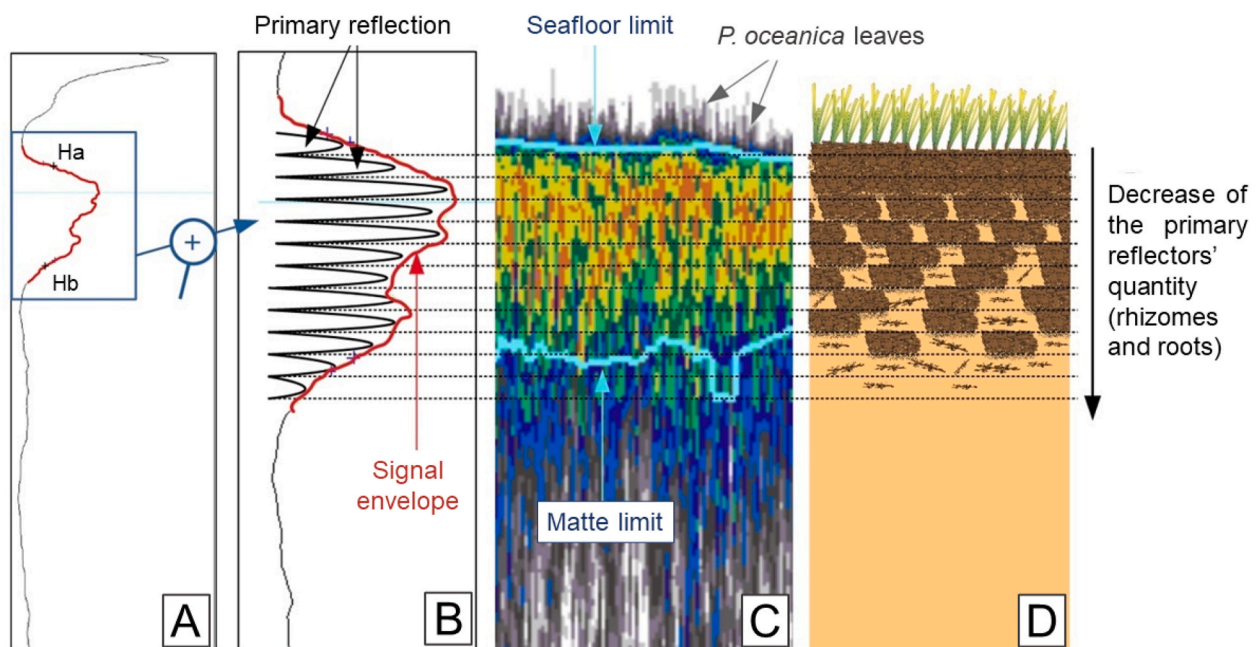 Primary reflection
Seafloor limit
P. oceanica leaves
Ha
Hb
Decrease of
the primary
reflectors'
quantity
(rhizomes
and roots)
Signal
envelope
Matte limit
A
B
C
D